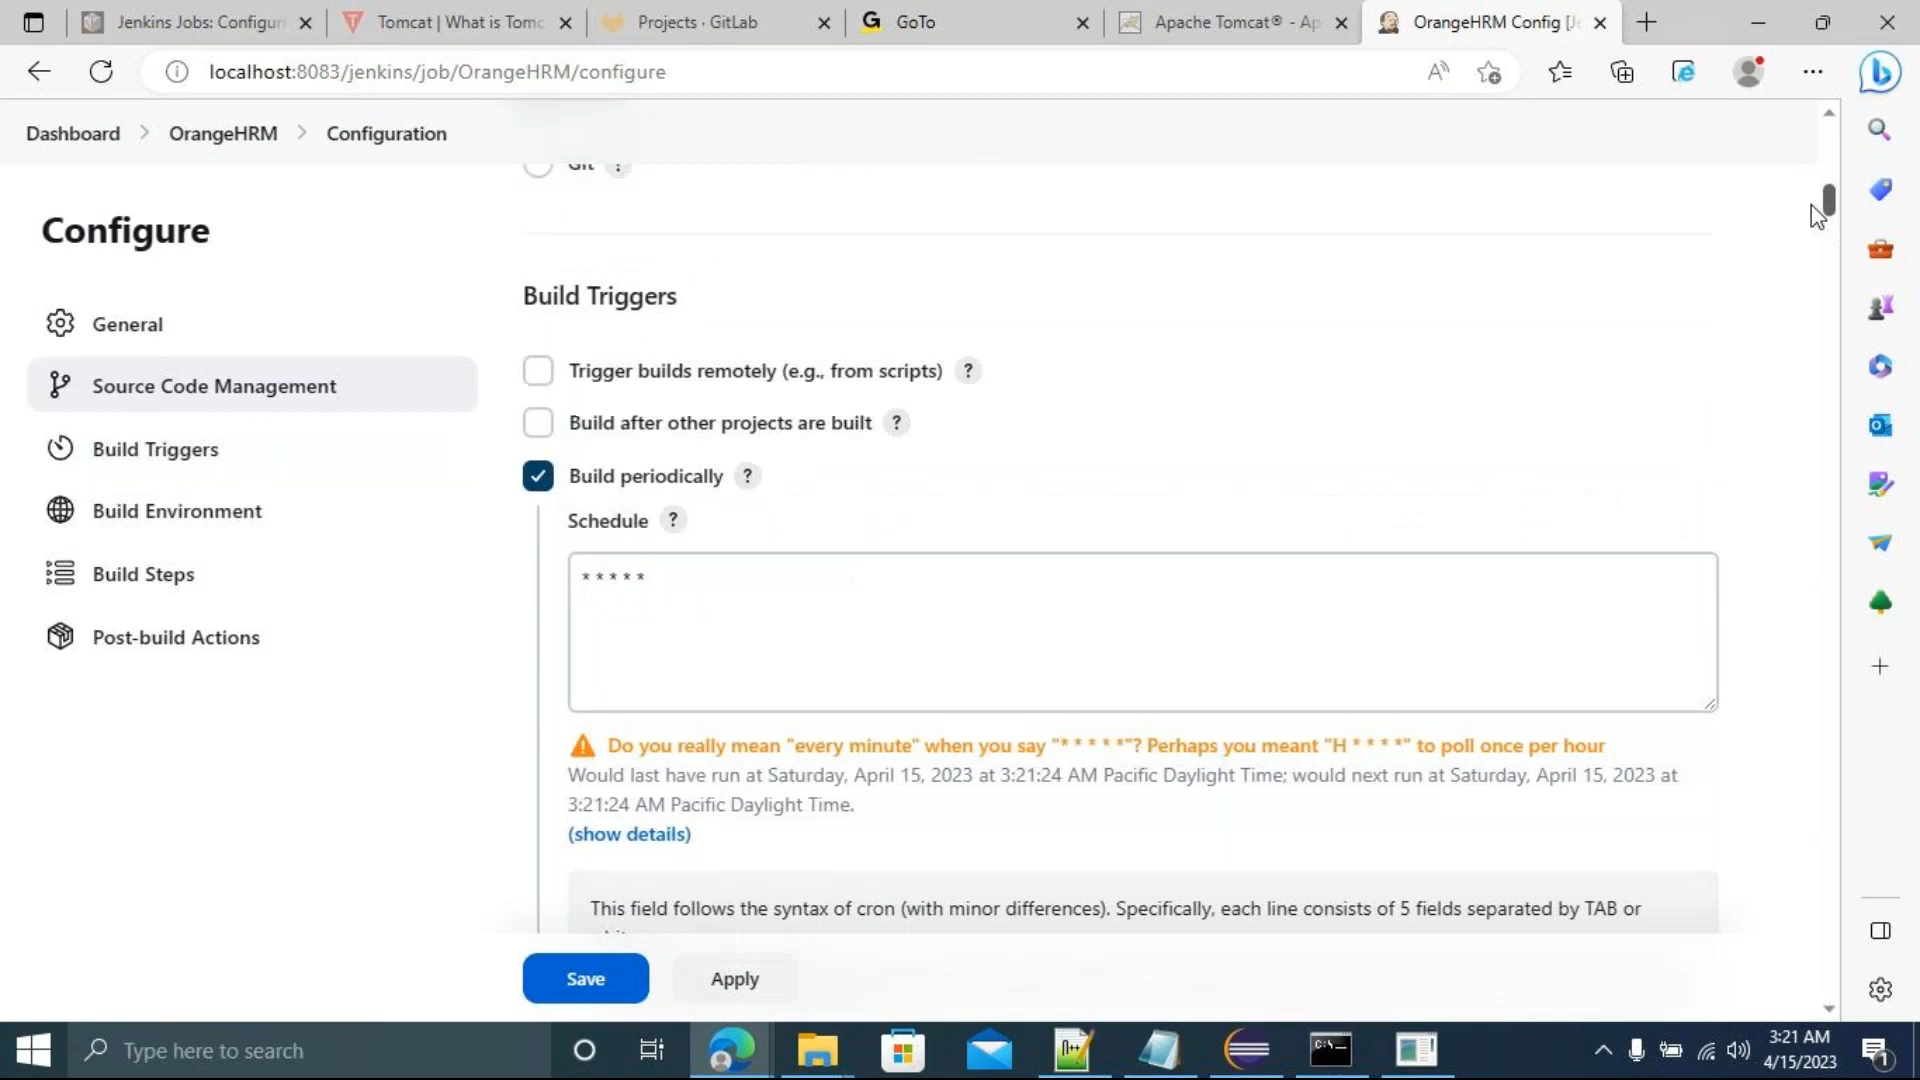 Jenkins Jobs: Configur
Tomcat | What is Tomc
Projects · GitLab
GoTo
Apache Tomcat® - Ap
OrangeHRM Config [Je
localhost:8083/jenkins/job/OrangeHRM/configure
Dashboard > OrangeHRM > Configuration
Git ?
Configure
General
Source Code Management
Build Triggers
Build Environment
Build Steps
Post-build Actions
Build Triggers
Trigger builds remotely (e.g., from scripts) ?
Build after other projects are built ?
Build periodically ?
Schedule ?
* * * * *
Do you really mean "every minute" when you say "* * * * *"? Perhaps you meant "H * * * *" to poll once per hour
Would last have run at Saturday, April 15, 2023 at 3:21:24 AM Pacific Daylight Time; would next run at Saturday, April 15, 2023 at
3:21:24 AM Pacific Daylight Time.
(show details)
This field follows the syntax of cron (with minor differences). Specifically, each line consists of 5 fields separated by TAB or
Save
Apply
Type here to search
3:21 AM
4/15/2023
1